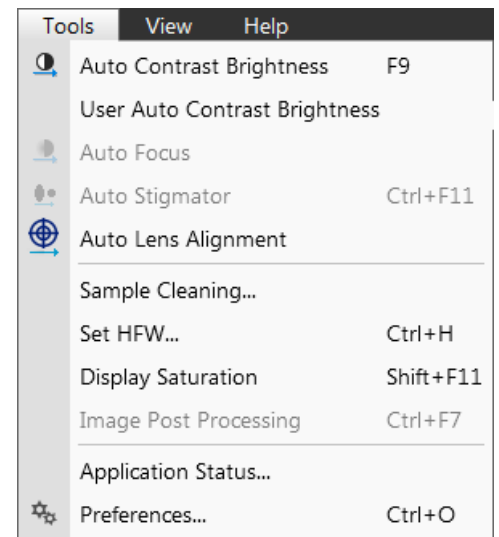 Tools View Help
Auto Contrast Brightness F9
User Auto Contrast Brightness
Auto Focus
Auto Stigmator Ctrl+F11
Auto Lens Alignment
Sample Cleaning...
Set HFW... Ctrl+H
Display Saturation Shift+F11
Image Post Processing Ctrl+F7
Application Status...
Preferences... Ctrl+O